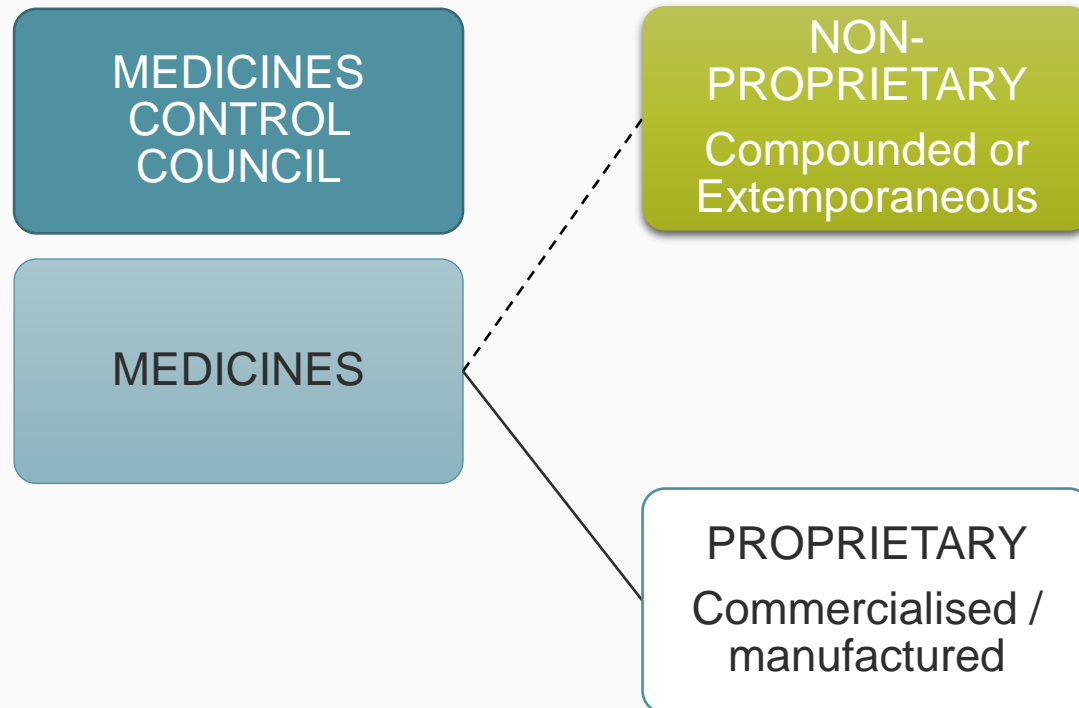 MEDICINES
CONTROL
COUNCIL
MEDICINES
NON-
PROPRIETARY
Compounded or
Extemporaneous
PROPRIETARY
Commercialised /
manufactured